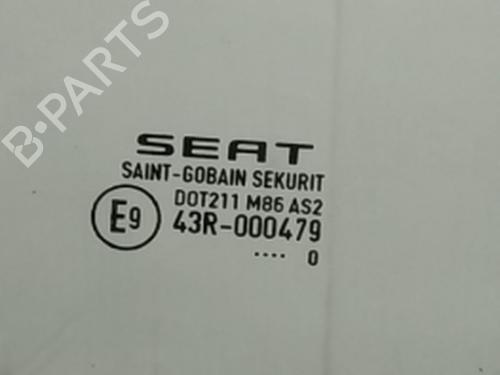 B-PARTS
SEAT
SAINT-GOBAIN SEKURIT
DOT211 M86 AS2
E9 43R-000479
.... 0